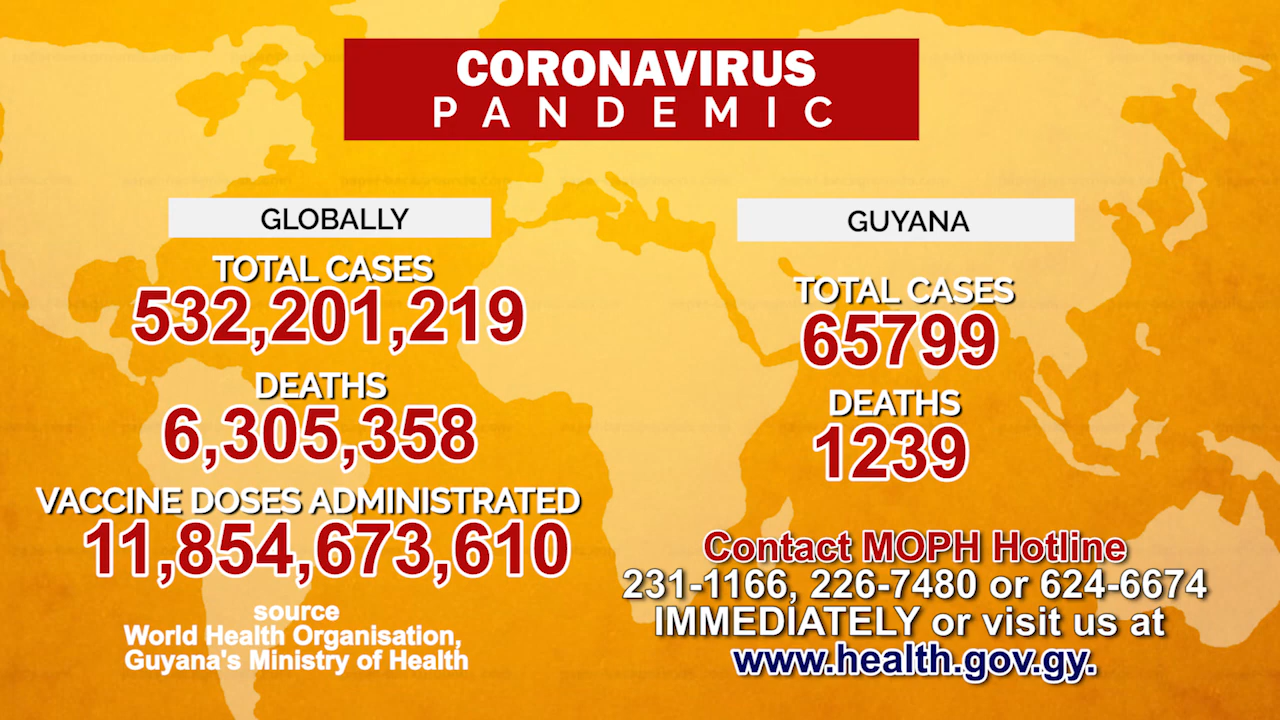 CORONAVIRUS
PANDEMIC
GLOBALLY
TOTAL CASES
532,201,219
DEATHS
6,305,358
VACCINE DOSES ADMINISTRATED
11,854,673,610
source
World Health Organisation,
Guyana's Ministry of Health
GUYANA
TOTAL CASES
65799
DEATHS
1239
Contact MOPH Hotline
231-1166, 226-7480 or 624-6674
IMMEDIATELY or visit us at
www.health.gov.gy.